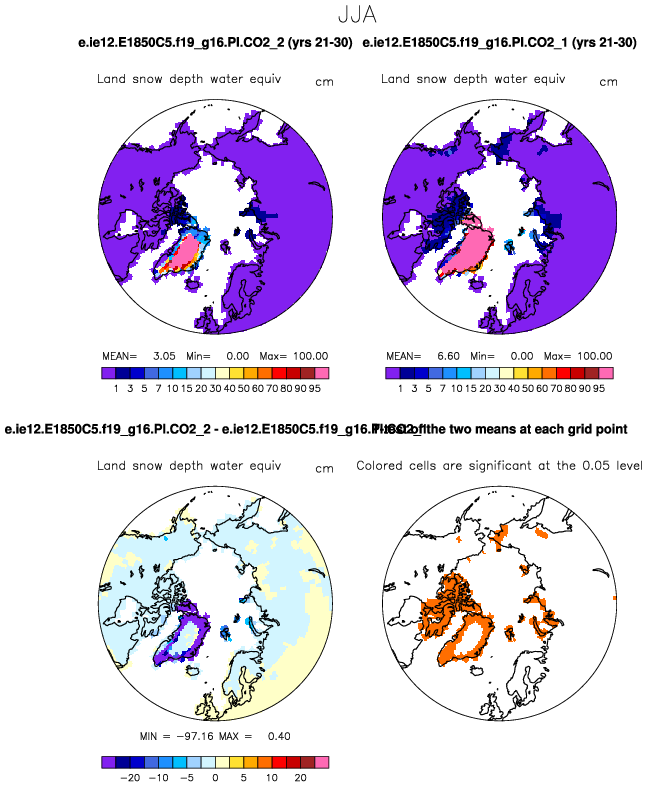 JJA
e.ie12.E1850C5.f19_g16.PI.CO2_2 (yrs 21-30) e.ie12.E1850C5.f19_g16.PI.CO2_1 (yrs 21-30)
Land snow depth water equiv cm Land snow depth water equiv cm
MEAN= 3.05 Min= 0.00 Max= 100.00 MEAN= 6.60 Min= 0.00 Max= 100.00
1 3 5 7 10 15 20 30 40 50 60 70 80 90 95 1 3 5 7 10 15 20 30 40 50 60 70 80 90 95
e.ie12.E1850C5.f19_g16.PI.CO2_2 - e.ie12.E1850C5.f19_g16.PI.CO2_1 of the two means at each grid point
Land snow depth water equiv cm Colored cells are significant at the 0.05 level
MIN = -97.16 MAX = 0.40
-20 -10 -5 0 5 10 20